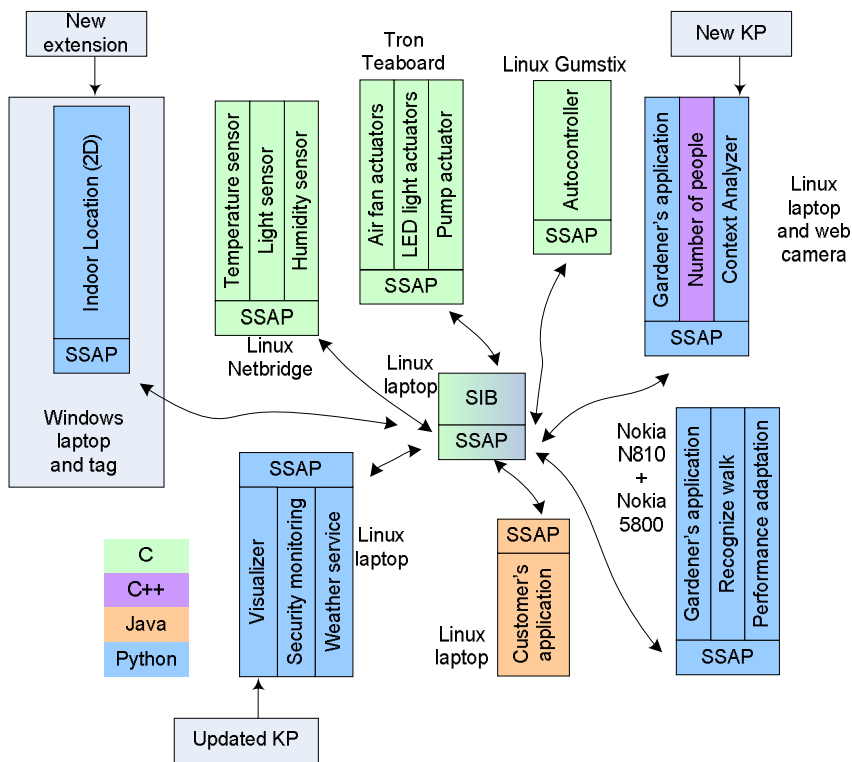 New
extension
New KP
Tron
Teaboard
Linux Gumstix
Indoor Location (2D)
SSAP
Windows
laptop
and tag
Temperature sensor
Light sensor
Humidity sensor
SSAP
Linux
Netbridge
Air fan actuators
LED light actuators
Pump actuator
SSAP
Autocontroller
SSAP
Gardener's application
Number of people
Context Analyzer
SSAP
Linux
laptop
and web
camera
Linux
laptop
SIB
SSAP
Nokia
N810
+
Nokia
5800
Gardener's application
Recognize walk
Performance adaptation
SSAP
SSAP
Visualizer
Security monitoring
Weather service
Linux
laptop
SSAP
Customer's
application
Linux
laptop
C
C++
Java
Python
Updated KP